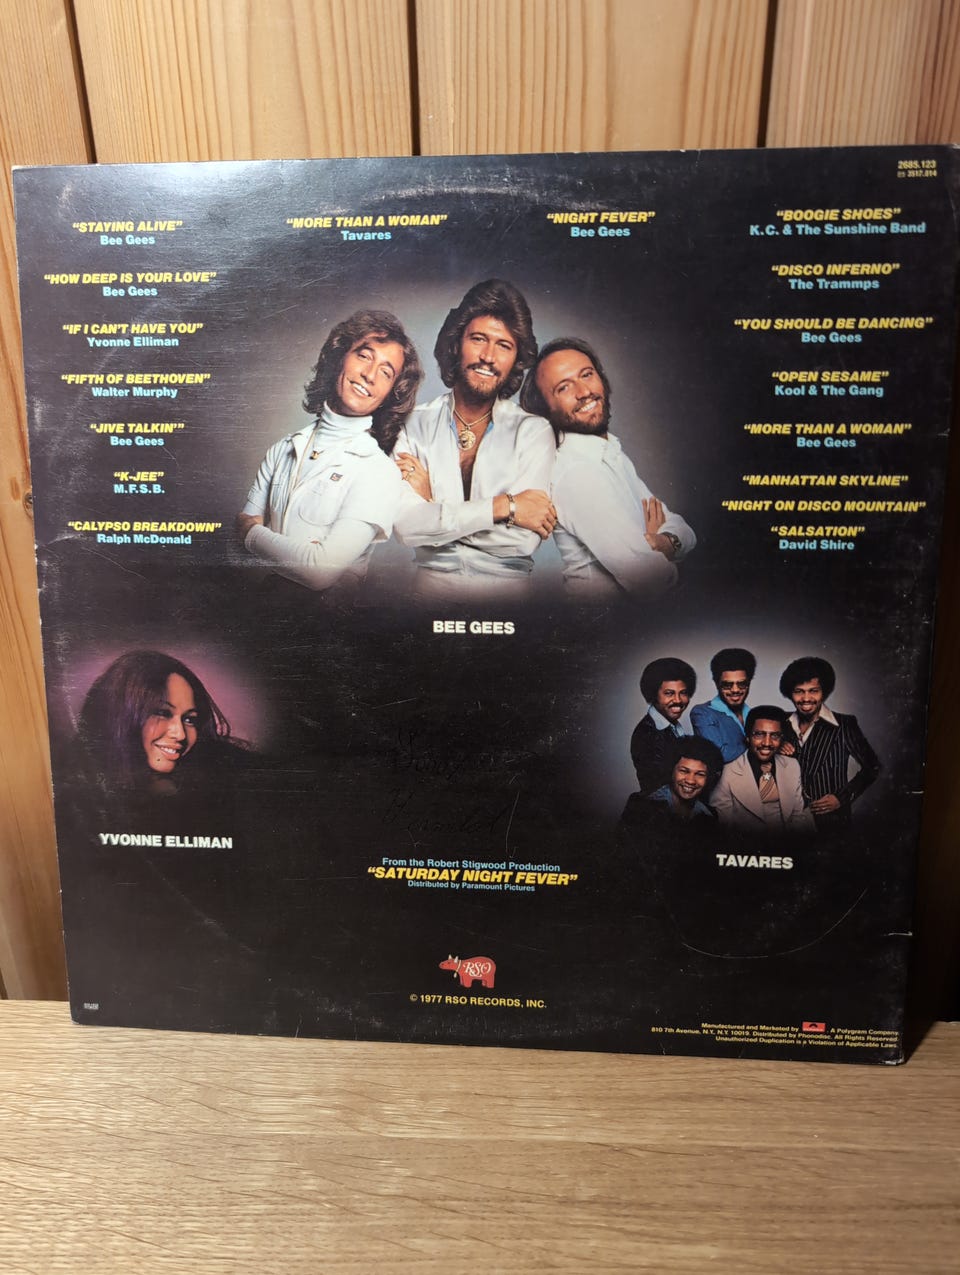 2685.123
3517.014
"STAYING ALIVE"
Bee Gees
"HOW DEEP IS YOUR LOVE"
Bee Gees
"IF I CAN'T HAVE YOU"
Yvonne Elliman
"FIFTH OF BEETHOVEN"
Walter Murphy
"JIVE TALKIN'"
Bee Gees
"K-JEE"
M.F.S.B.
"CALYPSO BREAKDOWN"
Ralph McDonald
"MORE THAN A WOMAN"
Tavares
"NIGHT FEVER"
Bee Gees
"BOOGIE SHOES"
K.C. & The Sunshine Band
"DISCO INFERNO"
The Trammps
"YOU SHOULD BE DANCING"
Bee Gees
"OPEN SESAME"
Kool & The Gang
"MORE THAN A WOMAN"
Bee Gees
"MANHATTAN SKYLINE"
"NIGHT ON DISCO MOUNTAIN"
"SALSATION"
David Shire
BEE GEES
YVONNE ELLIMAN
TAVARES
From the Robert Stigwood Production
"SATURDAY NIGHT FEVER"
Distributed by Paramount Pictures
RSO
© 1977 RSO RECORDS, INC.
Manufactured and Marketed by , A Polygram Company
810 7th Avenue, N.Y., N.Y. 10019. Distributed by Phonodisc. All Rights Reserved.
Unauthorized Duplication is a Violation of Applicable Laws.